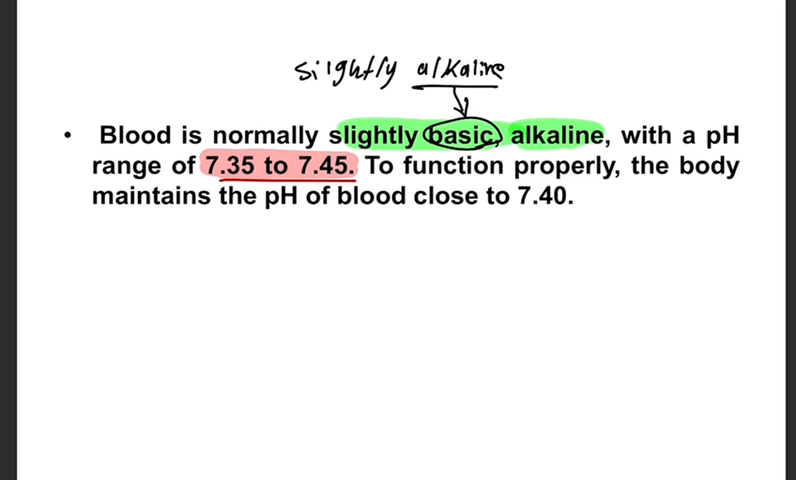 slightly alkaline
• Blood is normally slightly basic, alkaline, with a pH
range of 7.35 to 7.45. To function properly, the body
maintains the pH of blood close to 7.40.